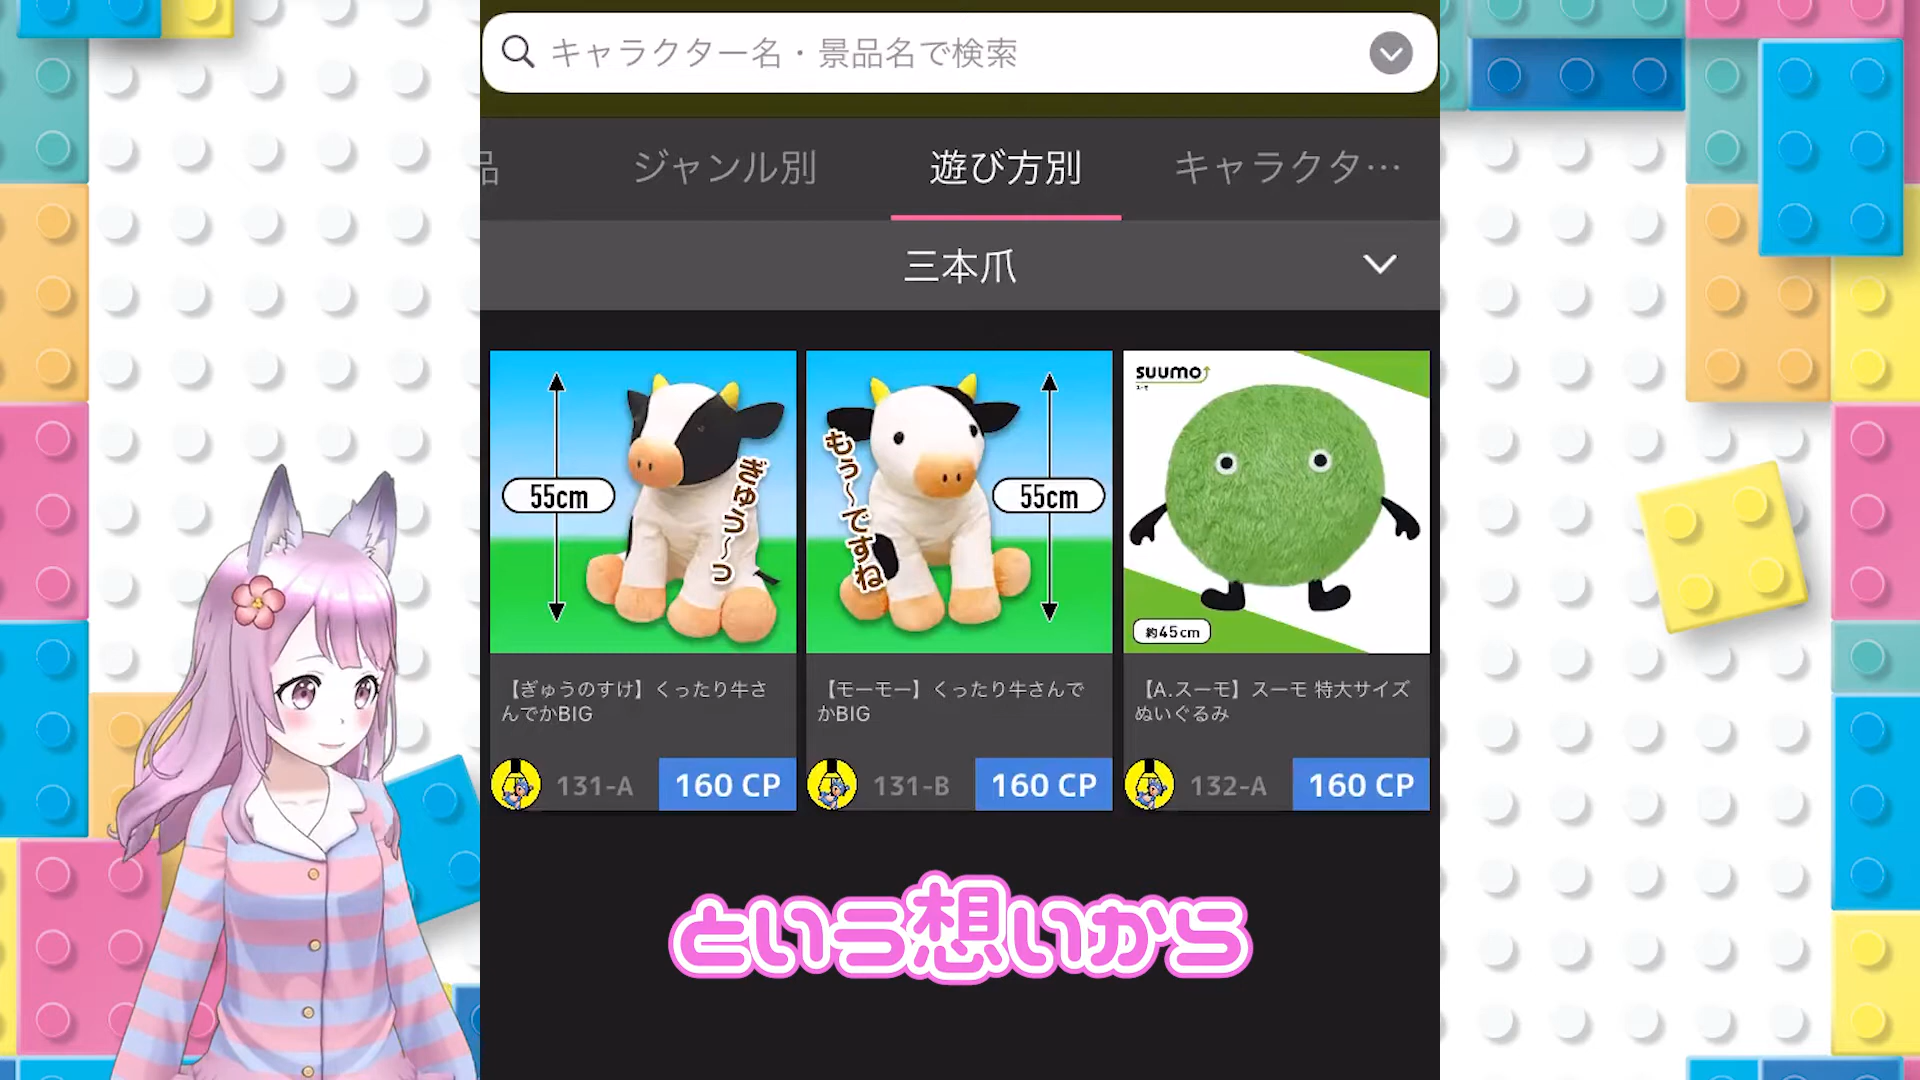 キャラクター名・景品名で検索
品 ジャンル別 遊び方別 キャラクタ…
三本爪
55cm
ぎゅう〜っ
もぅ〜ですね
55cm
SUUMO
スーモ
約45cm
【ぎゅうのすけ】くったり牛さ
んでかBIG
【モーモー】くったり牛さんで
かBIG
【A.スーモ】スーモ 特大サイズ
ぬいぐるみ
131-A 160 CP
131-B 160 CP
132-A 160 CP
という想いから